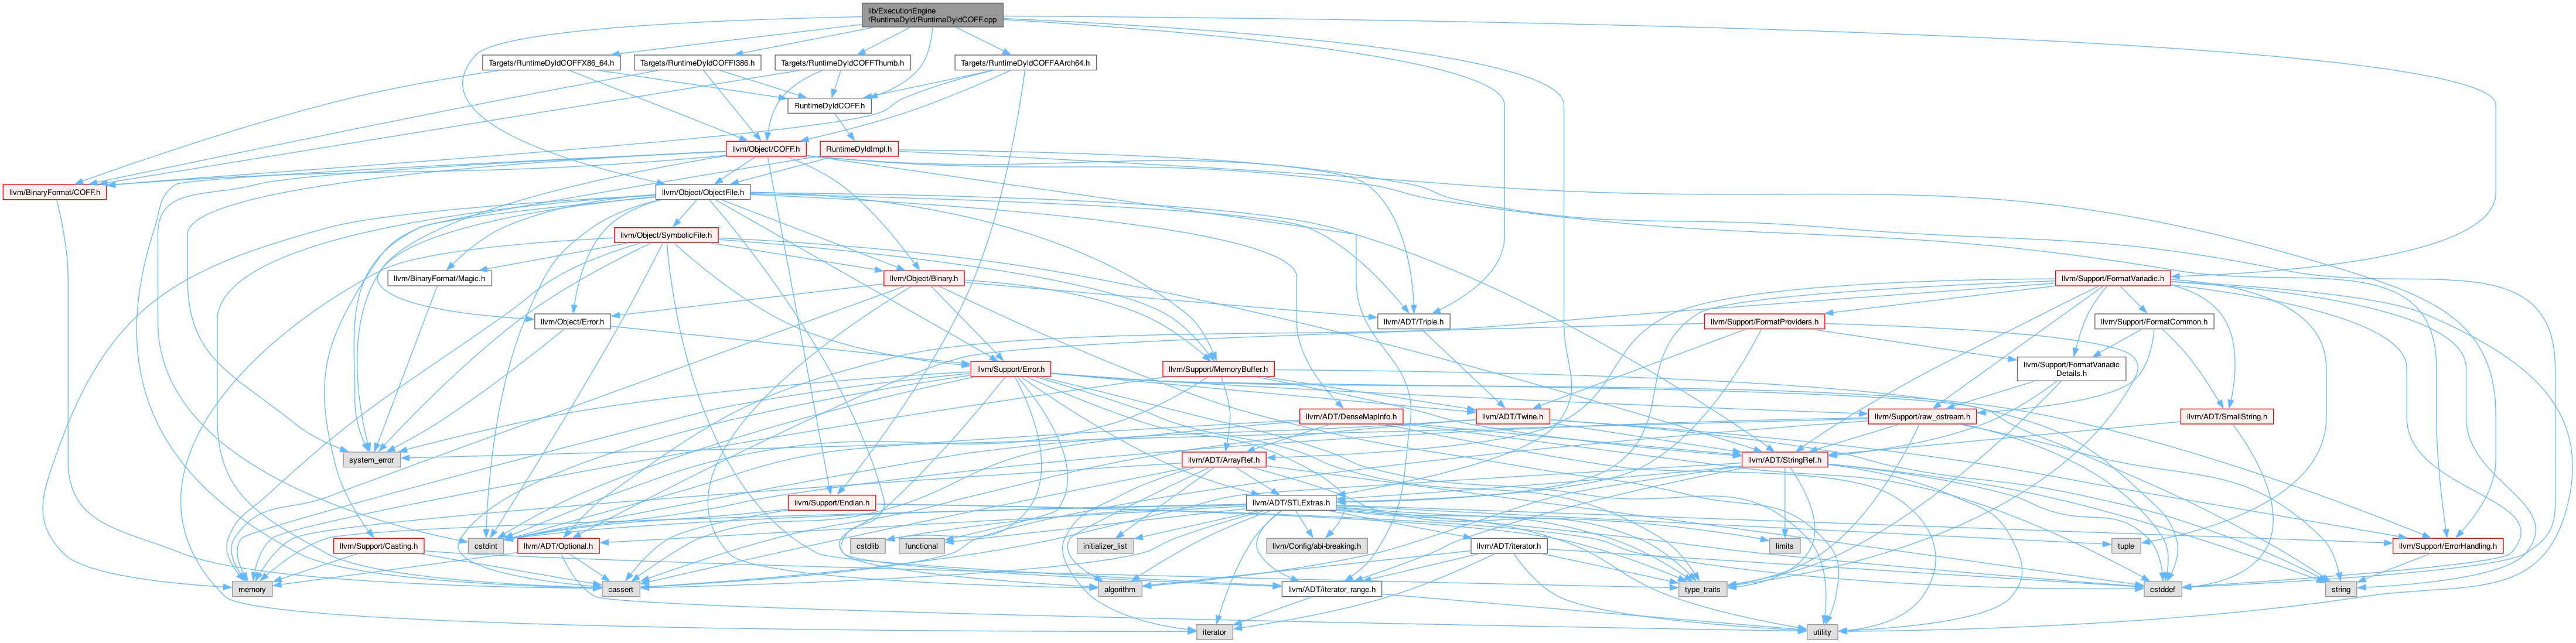 lib/ExecutionEngine
/RuntimeDyld/RuntimeDyldCOFF.cpp
Targets/RuntimeDyldCOFFX86_64.h
Targets/RuntimeDyldCOFFI386.h
Targets/RuntimeDyldCOFFThumb.h
Targets/RuntimeDyldCOFFAArch64.h
RuntimeDyldCOFF.h
llvm/Object/COFF.h
RuntimeDyldImpl.h
llvm/BinaryFormat/COFF.h
llvm/Object/ObjectFile.h
llvm/Object/SymbolicFile.h
llvm/BinaryFormat/Magic.h
llvm/Object/Binary.h
llvm/Support/FormatVariadic.h
llvm/Object/Error.h
llvm/ADT/Triple.h
llvm/Support/FormatProviders.h
llvm/Support/FormatCommon.h
llvm/Support/Error.h
llvm/Support/MemoryBuffer.h
llvm/Support/FormatVariadic
Details.h
llvm/ADT/DenseMapInfo.h
llvm/ADT/Twine.h
llvm/Support/raw_ostream.h
llvm/ADT/SmallString.h
system_error
llvm/ADT/ArrayRef.h
llvm/ADT/StringRef.h
llvm/Support/Endian.h
llvm/ADT/STLExtras.h
cstdint
llvm/Support/Casting.h
llvm/ADT/Optional.h
cstdlib
functional
initializer_list
llvm/Config/abi-breaking.h
llvm/ADT/iterator.h
limits
tuple
llvm/Support/ErrorHandling.h
memory
cassert
algorithm
llvm/ADT/iterator_range.h
type_traits
cstddef
string
iterator
utility